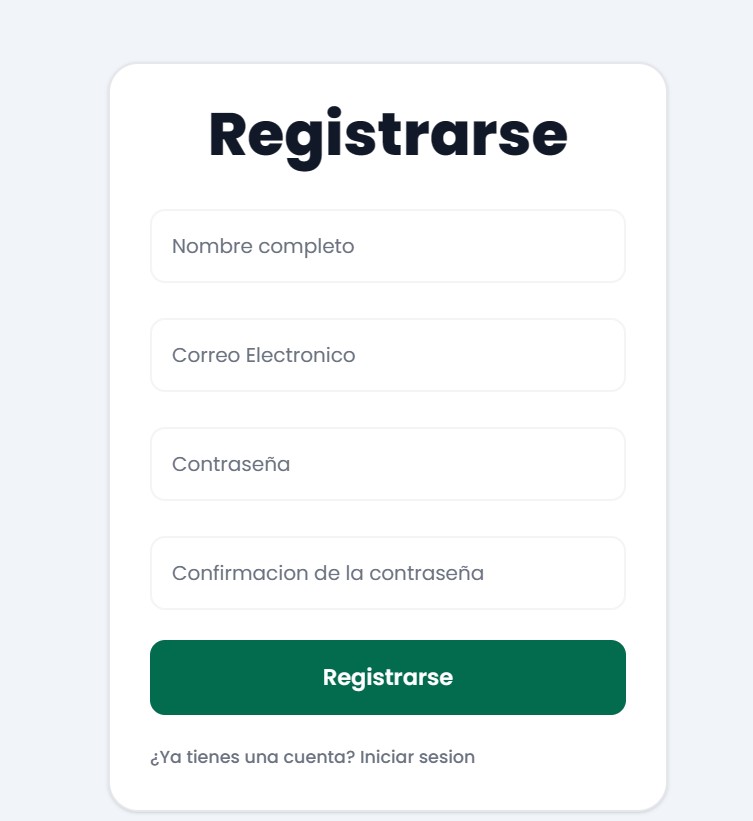 Registrarse
Nombre completo
Correo Electronico
Contraseña
Confirmacion de la contraseña
Registrarse
¿Ya tienes una cuenta? Iniciar sesion